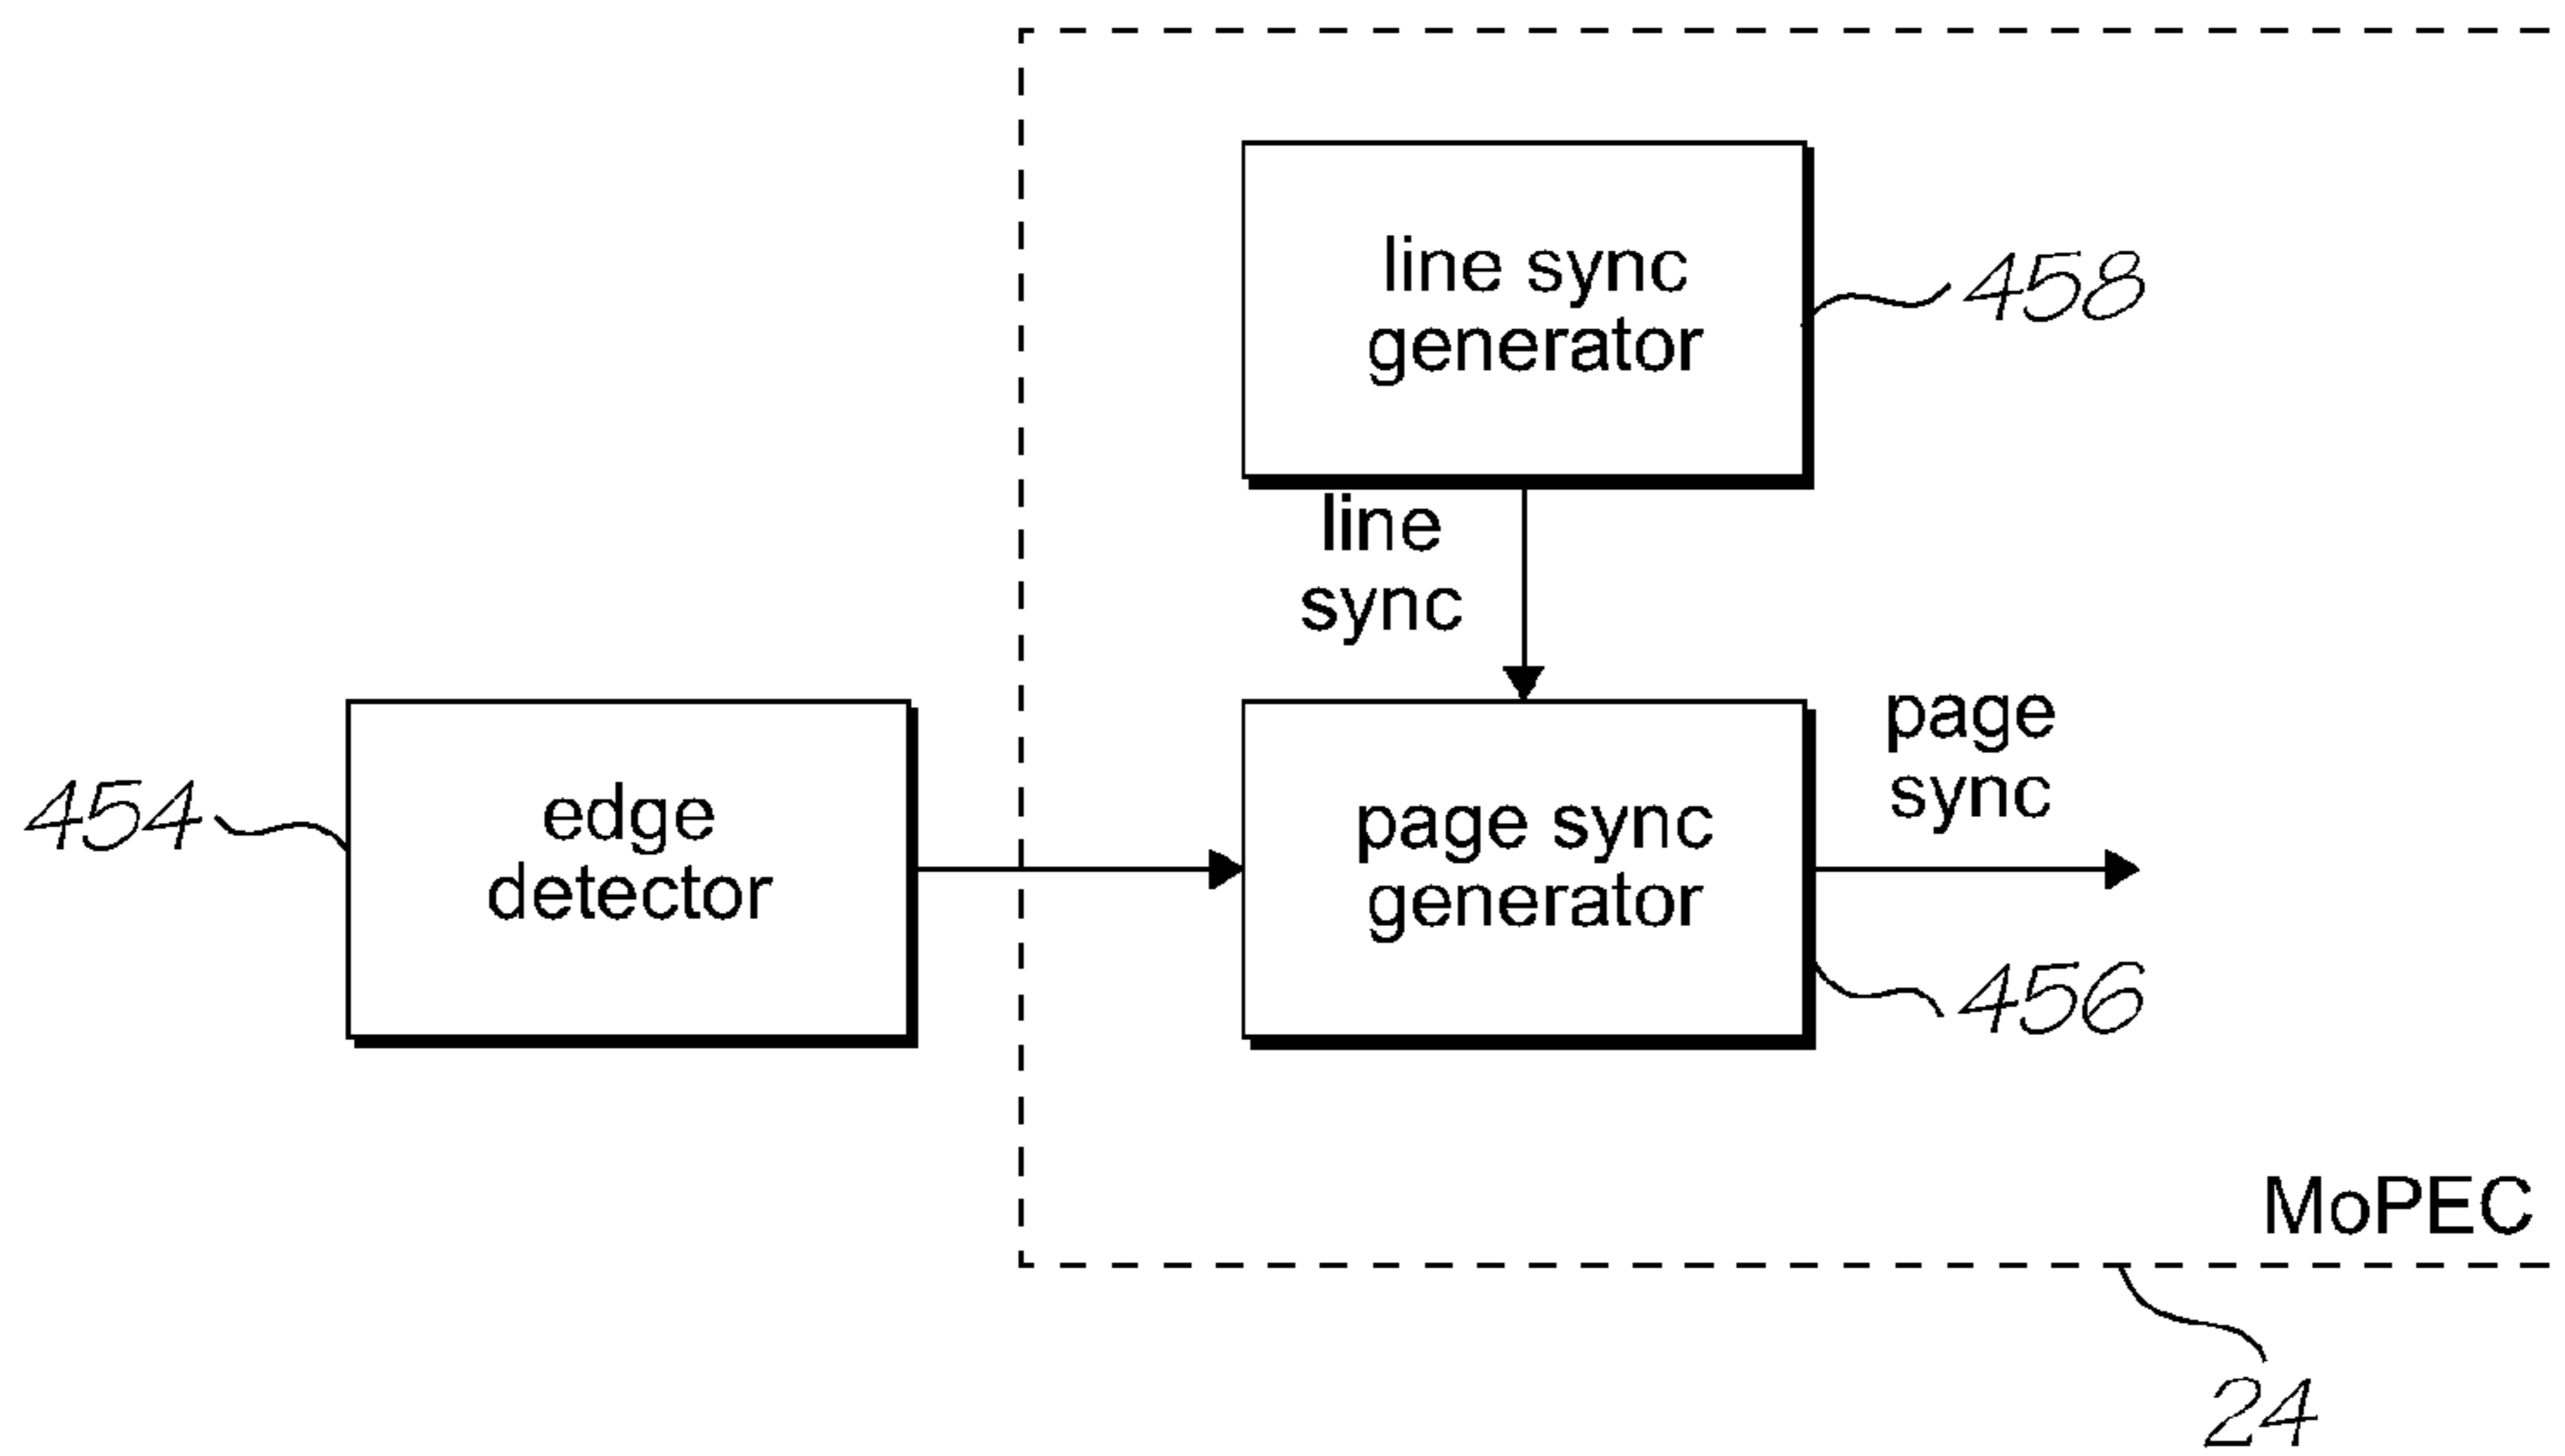 line sync
generator
458
line
sync
454
edge
detector
page sync
generator
page
sync
456
MoPEC
24